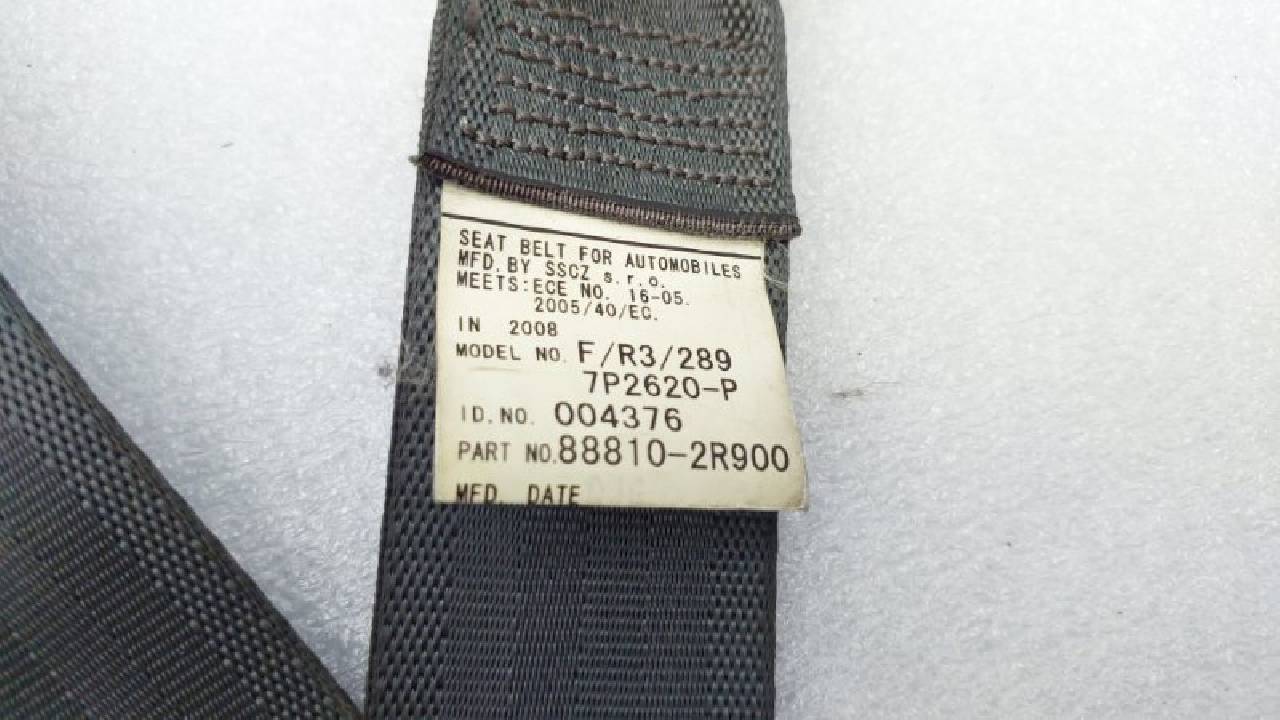 SEAT BELT FOR AUTOMOBILES
MFD. BY SSCZ s.r.o.
MEETS:ECE NO. 16-05.
2005/40/EC.
IN 2008
MODEL NO. F/R3/289
7P2620-P
ID. NO. 004376
PART NO. 88810-2R900
MFD. DATE